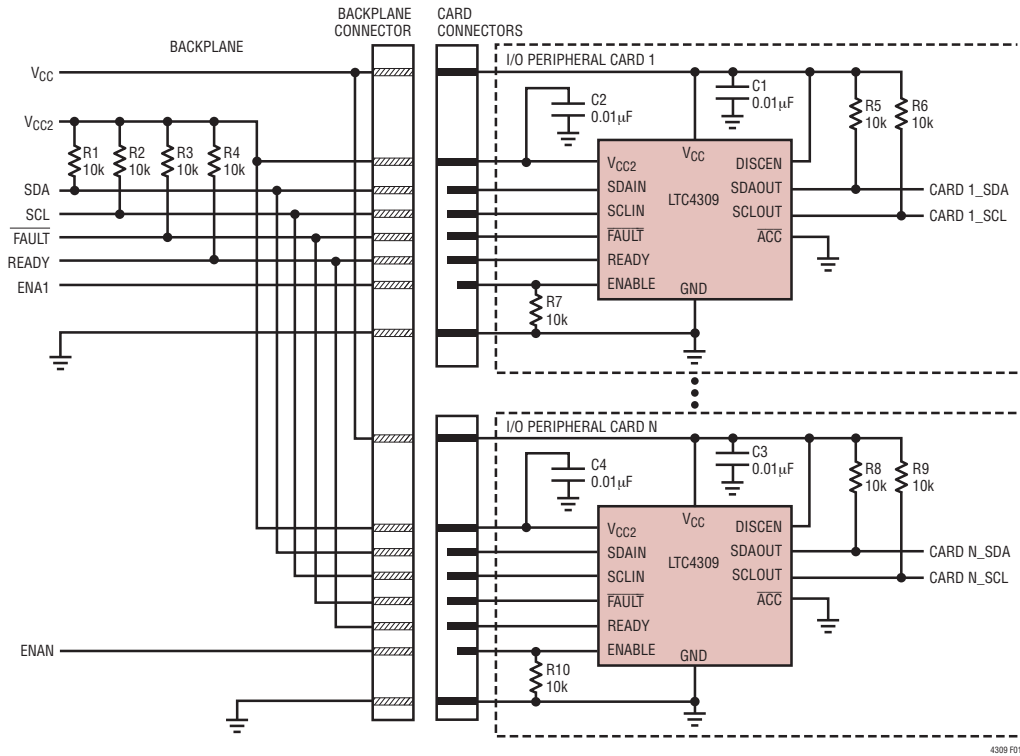 BACKPLANE CONNECTOR
CARD CONNECTORS
BACKPLANE
VCC
VCC2
R1 10k
R2 10k
R3 10k
R4 10k
SDA
SCL
FAULT
READY
ENA1
I/O PERIPHERAL CARD 1
C2 0.01µF
C1 0.01µF
R5 10k
R6 10k
VCC2
VCC
DISCEN
SDAIN
SDAOUT
CARD 1_SDA
LTC4309
SCLIN
SCLOUT
CARD 1_SCL
FAULT
ACC
READY
ENABLE
GND
R7 10k
I/O PERIPHERAL CARD N
C4 0.01µF
C3 0.01µF
R8 10k
R9 10k
VCC2
VCC
DISCEN
SDAIN
SDAOUT
CARD N_SDA
LTC4309
SCLIN
SCLOUT
CARD N_SCL
FAULT
ACC
READY
ENAN
ENABLE
GND
R10 10k
4309 F01